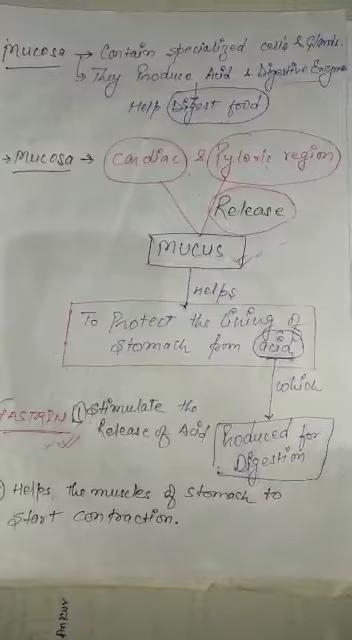 Mucosa → Contain specialized cells & Glands.
→ They Produce Acid & Digestive Enzyme
Help Digest food
→ Mucosa → Cardiac & Pyloric region
Release
MUCUS
Helps
To Protect the lining of
stomach from acid
which
GASTRIN ① Stimulate the
Release of Acid
Produced for
Digestion
) Helps the muscles of stomach to
start contraction.
Ankur